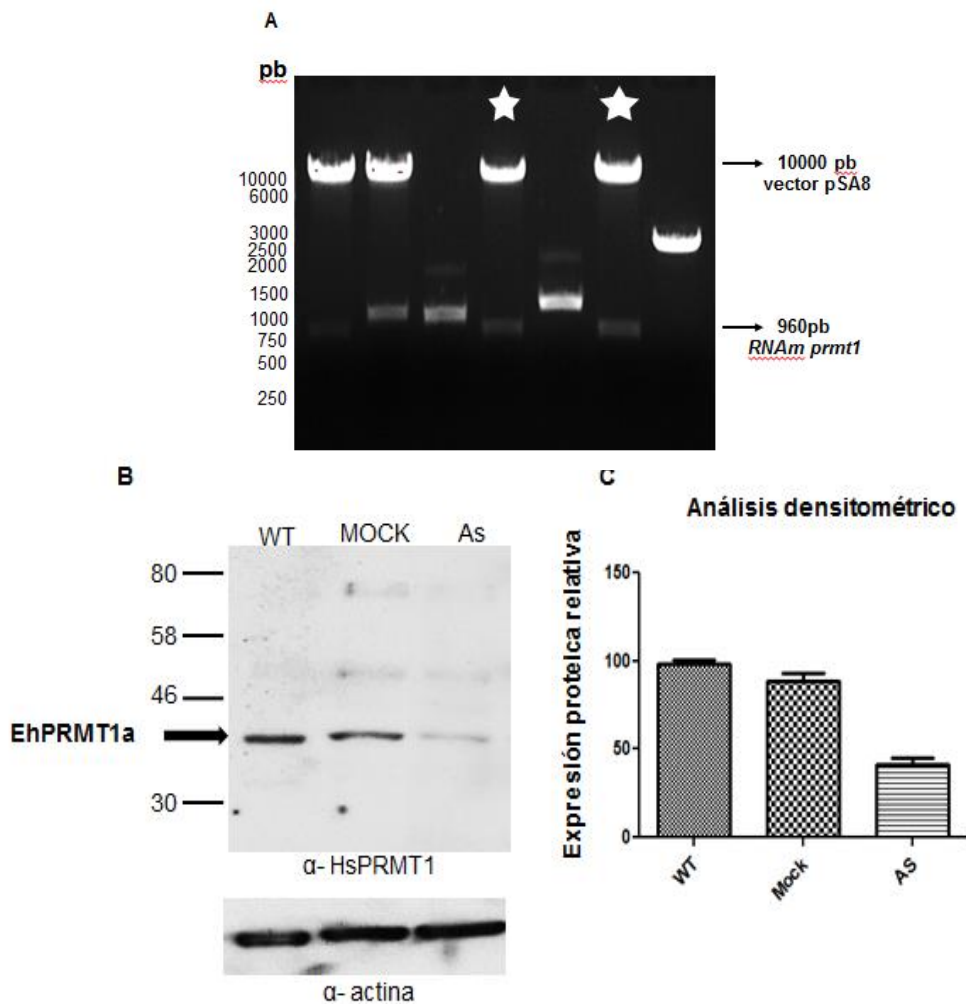 A
pb
10000
6000
3000
2500
2000
1500
1000
750
500
250
10000 pb
vector pSA8
960pb
RNAm prmt1
B
WT MOCK As
80
58
46
EhPRMT1a
30
α- HsPRMT1
α- actina
C
Análisis densitométrico
Expresión proteica relativa
150
100
50
0
WT
Mock
AS